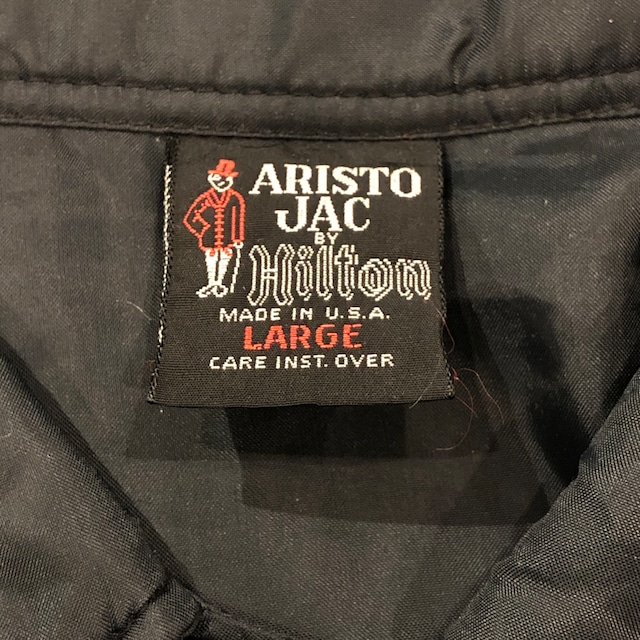 ARISTO
JAC
BY
Hilton
MADE IN U.S.A.
LARGE
CARE INST. OVER